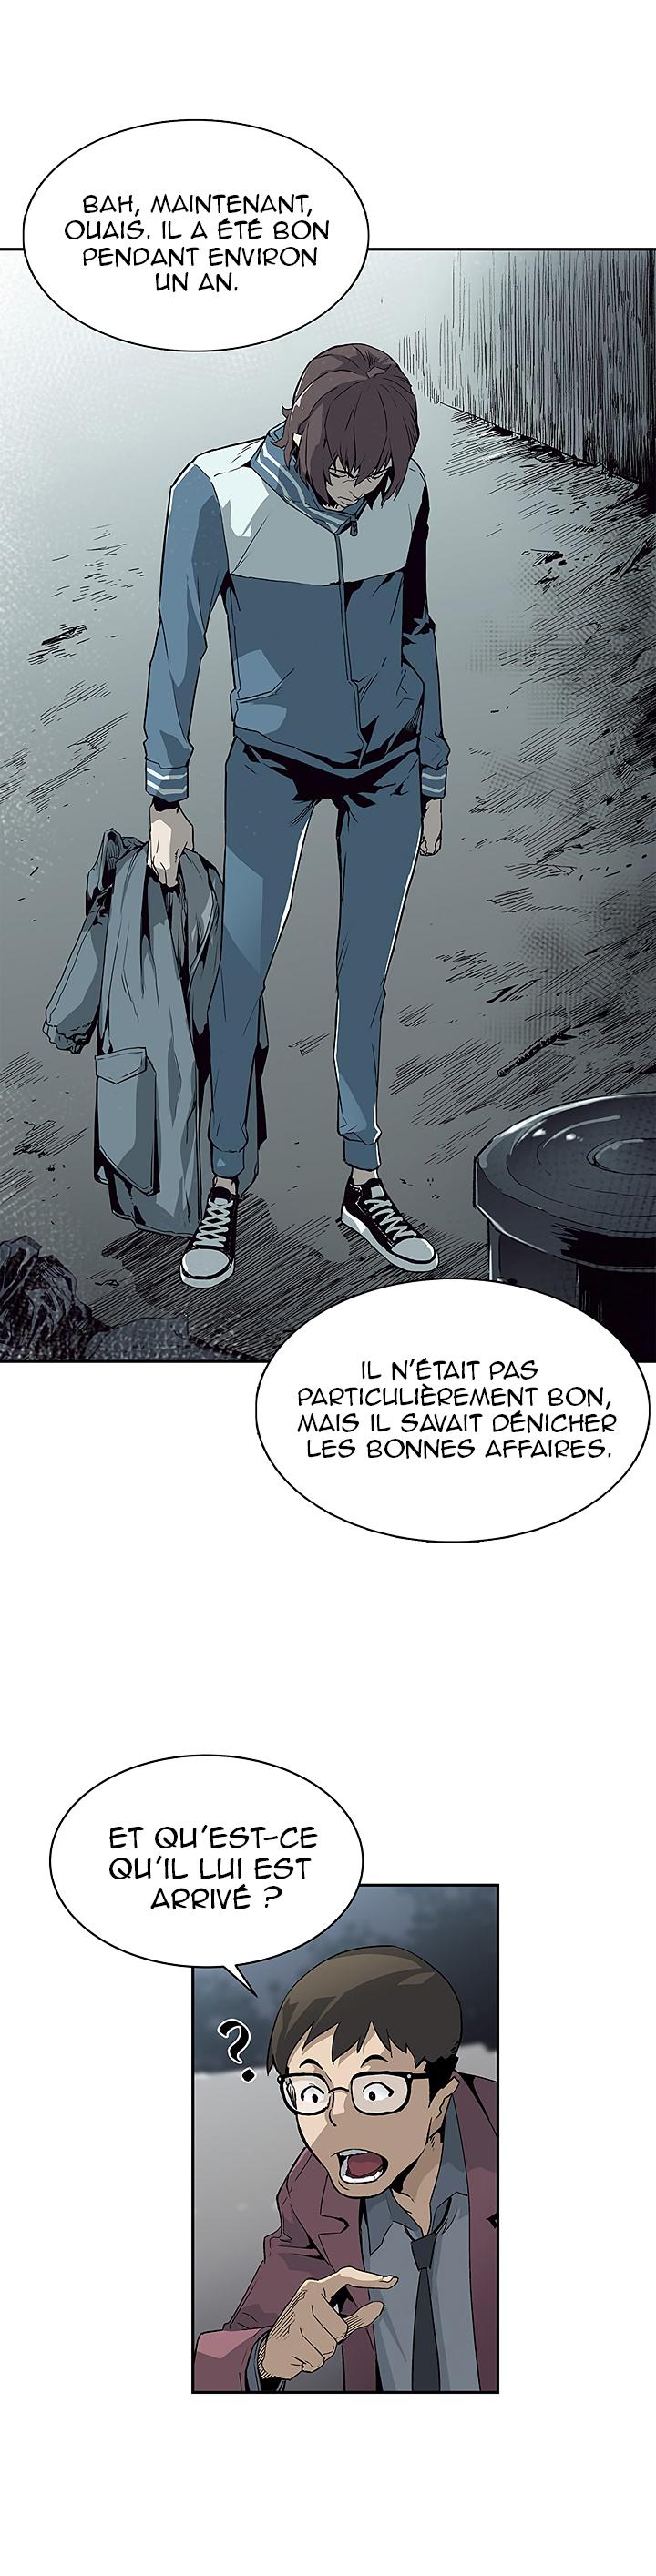 BAH, MAINTENANT,
OUAIS. IL A ÉTÉ BON
PENDANT ENVIRON
UN AN.
IL N'ÉTAIT PAS
PARTICULIÈREMENT BON,
MAIS IL SAVAIT DÉNICHER
LES BONNES AFFAIRES.
ET QU'EST-CE
QU'IL LUI EST
ARRIVÉ ?
?